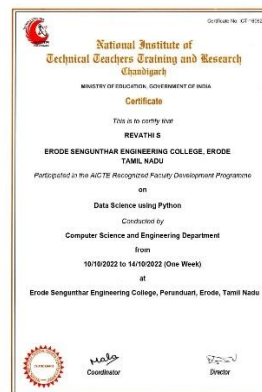 National Institute of
Technical Teachers Training and Research
Chandigarh
MINISTRY OF EDUCATION, GOVERNMENT OF INDIA
Certificate
This is to certify that
REVATHI S
ERODE SENGUNTHAR ENGINEERING COLLEGE, ERODE
TAMIL NADU
Participated in the AICTE Recognized Faculty Development Programme
on
Data Science using Python
Conducted by
Computer Science and Engineering Department
from
10/10/2022 to 14/10/2022 (One Week)
at
Erode Sengunthar Engineering College, Perundurai, Erode, Tamil Nadu
Mala
Coordinator
Director